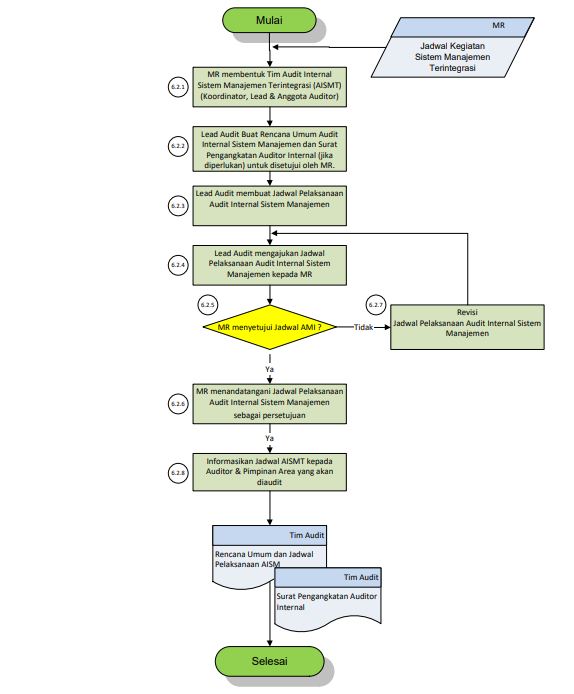 Mulai
MR
Jadwal Kegiatan
Sistem Manajemen
Terintegrasi
6.2.1
MR membentuk Tim Audit Internal
Sistem Manajemen Terintegrasi (AISMT)
(Koordinator, Lead & Anggota Auditor)
6.2.2
Lead Audit Buat Rencana Umum Audit
Internal Sistem Manajemen dan Surat
Pengangkatan Auditor Internal (jika
diperlukan) untuk disetujui oleh MR.
6.2.3
Lead Audit membuat Jadwal Pelaksanaan
Audit Internal Sistem Manajemen
6.2.4
Lead Audit mengajukan Jadwal
Pelaksanaan Audit Internal Sistem
Manajemen kepada MR
6.2.5
MR menyetujui Jadwal AMI ?
Tidak
6.2.7
Revisi
Jadwal Pelaksanaan Audit Internal Sistem
Manajemen
Ya
6.2.6
MR menandatangani Jadwal Pelaksanaan
Audit Internal Sistem Manajemen
sebagai persetujuan
Ya
6.2.8
Informasikan Jadwal AISMT kepada
Auditor & Pimpinan Area yang akan
diaudit
Tim Audit
Rencana Umum dan Jadwal
Pelaksanaan AISM
Tim Audit
Surat Pengangkatan Auditor
Internal
Selesai